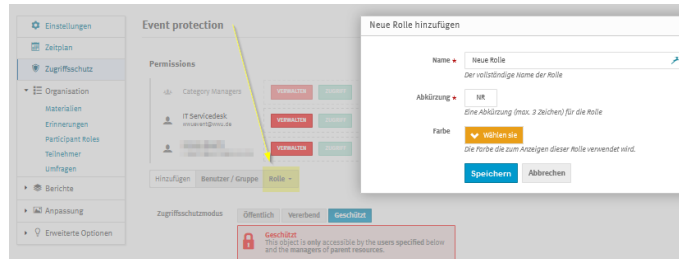 Einstellungen
Zeitplan
Zugriffsschutz
Organisation
Materialien
Erinnerungen
Participant Roles
Teilnehmer
Umfragen
Berichte
Anpassung
Erweiterte Optionen
Event protection
Permissions
Category Managers
VERWALTEN
IT Servicedesk
VERWALTEN
VERWALTEN
Hinzufügen Benutzer / Gruppe Rolle
Zugriffsschutzmodus Öffentlich Vererbend Geschützt
Geschützt
This object is only accessible by the users specified below
and the managers of parent resources.
Neue Rolle hinzufügen
Name ★ Neue Rolle
Der vollständige Name der Rolle
Abkürzung ★ NR
Eine Abkürzung (max. 3 Zeichen) für die Rolle
Farbe Wählen sie
Die Farbe die zum Anzeigen dieser Rolle verwendet wird.
Speichern Abbrechen